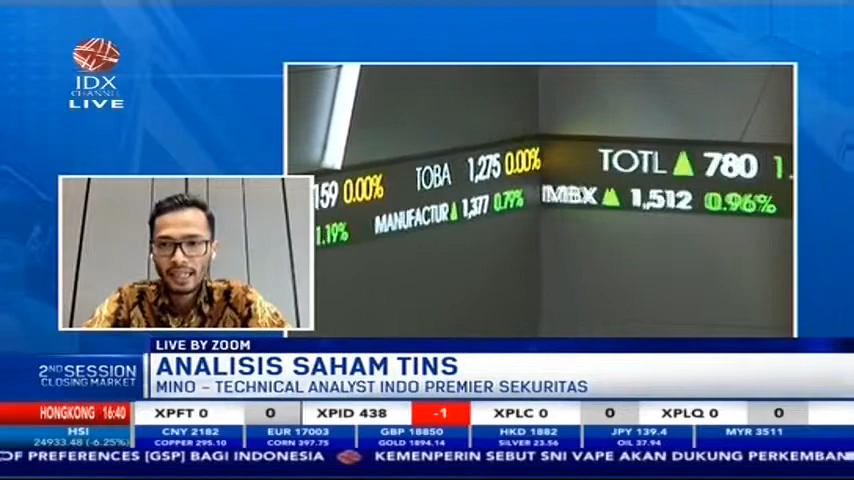 IDX
CHANNEL
LIVE
159 0.00% TOBA 1,275 0.00% TOTL 780 1.
1.19% MANUFACTUR 1,377 0.79% IMBX 1,512 0.96%
LIVE BY ZOOM
2ND SESSION
CLOSING MARKET
ANALISIS SAHAM TINS
MINO – TECHNICAL ANALYST INDO PREMIER SEKURITAS
HONGKONG 16:40 XPFT 0 0 XPID 438 -1 XPLC 0 0 XPLQ 0 0
HSI CNY 2182 EUR 17003 GBP 18850 HKD 1882 JPY 139.4 MYR 3511
24933.48 (-6.25%) COPPER 295.10 CORN 397.75 GOLD 1894.14 SILVER 23.56 OIL 37.94
OF PREFERENCES (GSP) BAGI INDONESIA KEMENPERIN SEBUT SNI VAPE AKAN DUKUNG PERKEMBAN